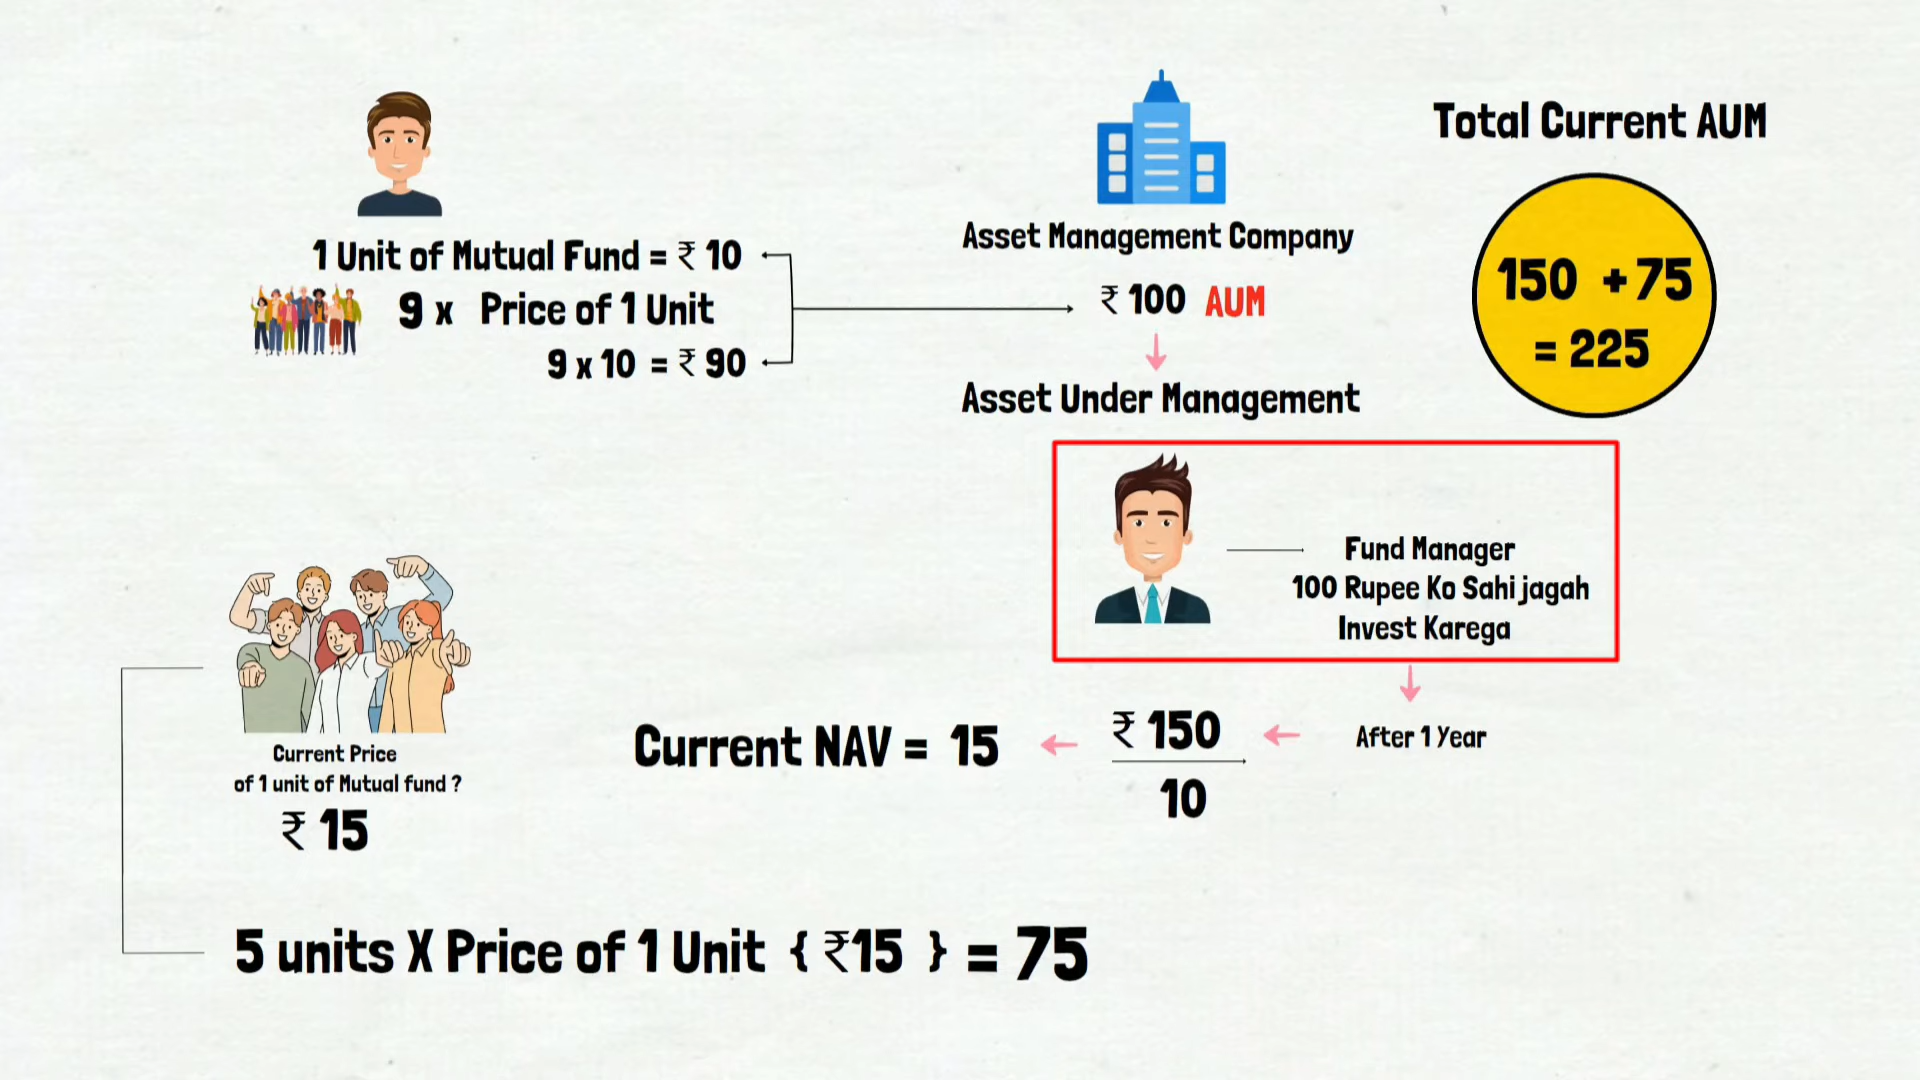 1 Unit of Mutual Fund = ₹ 10
9 x Price of 1 Unit
9 x 10 = ₹ 90
Asset Management Company
₹ 100 AUM
Asset Under Management
Total Current AUM
150 + 75
= 225
Fund Manager
100 Rupee Ko Sahi jagah
Invest Karega
After 1 Year
₹ 150
10
Current NAV = 15
Current Price
of 1 unit of Mutual fund ?
₹ 15
5 units X Price of 1 Unit { ₹15 } = 75